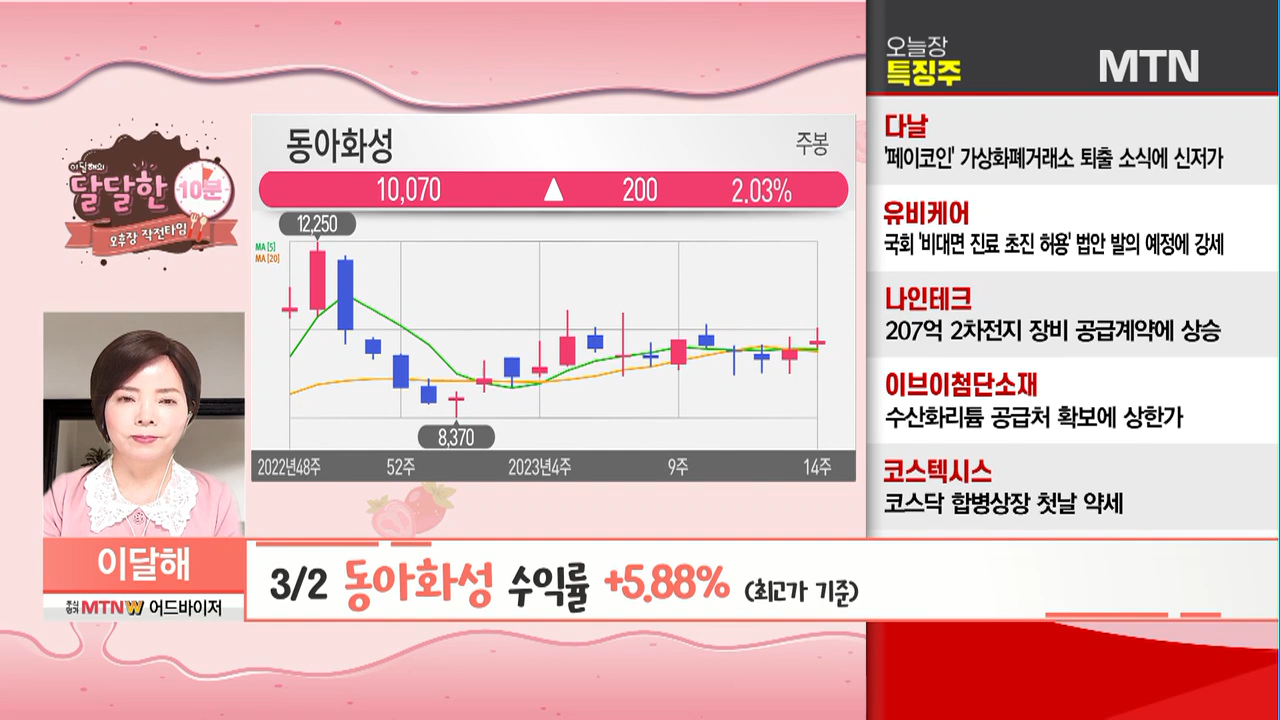 이달해의
달달한 10분
오후장 작전타임
동아화성 주봉
10,070 ▲ 200 2.03%
12,250
MA [5]
MA [20]
8,370
2022년48주 52주 2023년4주 9주 14주
이달해
주식투자 MTNW 어드바이저
3/2 동아화성 수익률 +5.88% (최고가 기준)
오늘장
특징주
MTN
다날
'페이코인' 가상화폐거래소 퇴출 소식에 신저가
유비케어
국회 '비대면 진료 초진 허용' 법안 발의 예정에 강세
나인테크
207억 2차전지 장비 공급계약에 상승
이브이첨단소재
수산화리튬 공급처 확보에 상한가
코스텍시스
코스닥 합병상장 첫날 약세